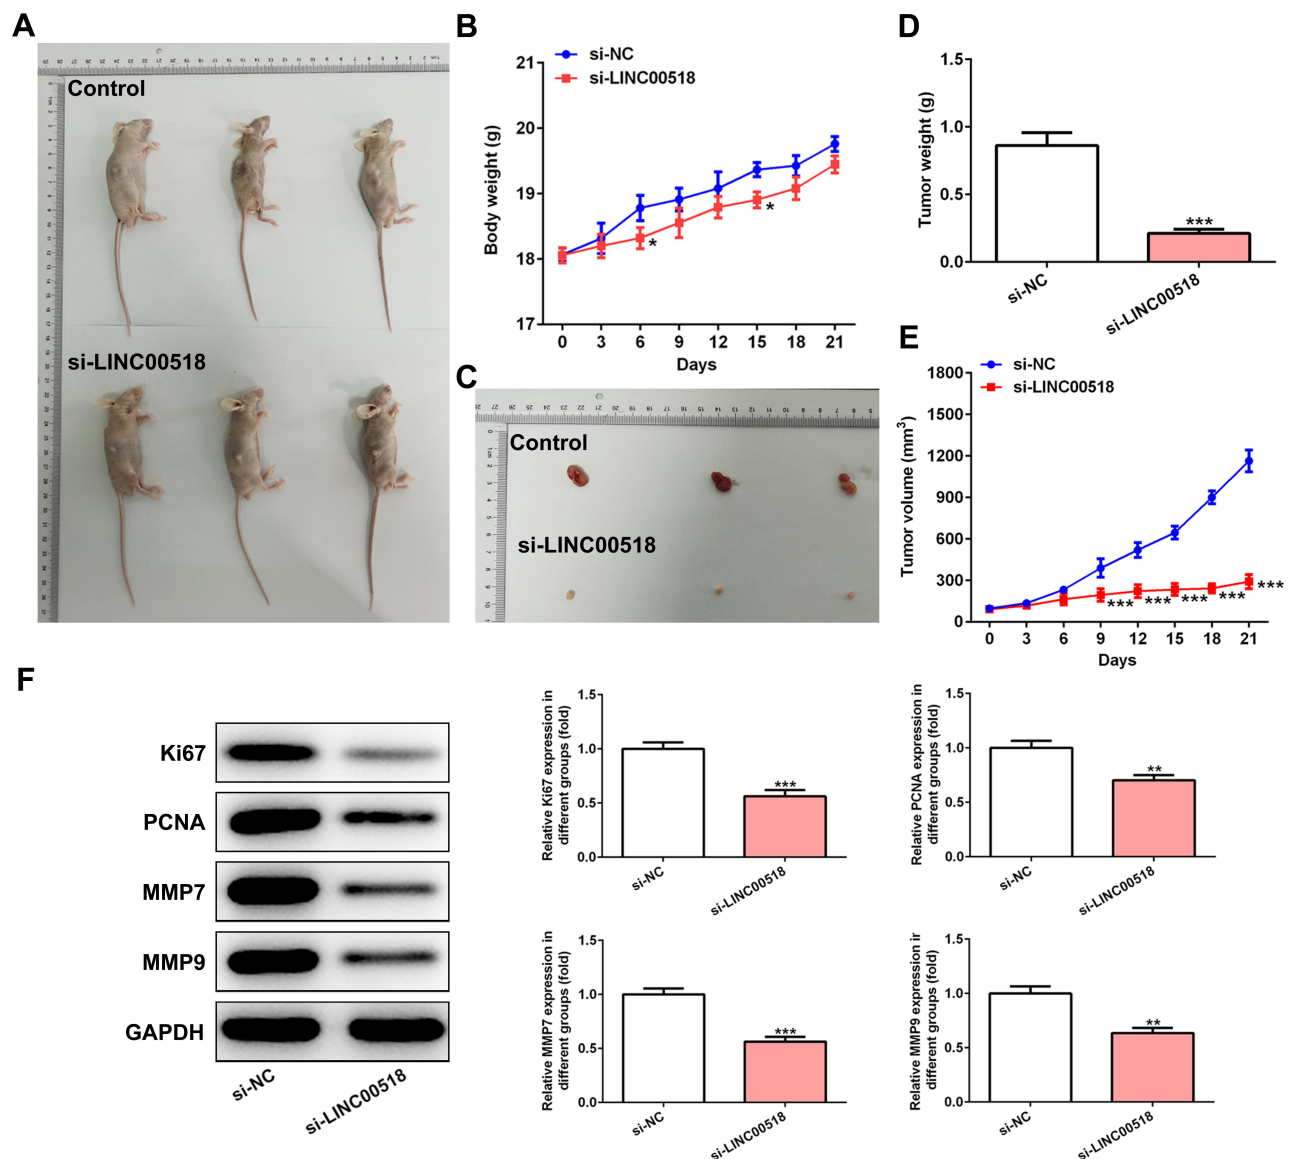 A
Control
si-LINC00518
B
si-NC
si-LINC00518
21
20
19
18
17
Body weight (g)
*
*
0 3 6 9 12 15 18 21
Days
C
Control
si-LINC00518
D
1.5
1.0
0.5
0.0
Tumor weight (g)
***
si-NC
si-LINC00518
E
si-NC
si-LINC00518
1800
1500
1200
900
600
300
0
Tumor volume (mm3)
*** *** *** *** ***
0 3 6 9 12 15 18 21
Days
F
Ki67
PCNA
MMP7
MMP9
GAPDH
si-NC
si-LINC00518
Relative Ki67 expression in
different groups (fold)
1.5
1.0
0.5
0.0
***
si-NC
si-LINC00518
Relative PCNA expression in
different groups (fold)
1.5
1.0
0.5
0.0
**
si-NC
si-LINC00518
Relative MMP7 expression in
different groups (fold)
1.5
1.0
0.5
0.0
***
si-NC
si-LINC00518
Relative MMP9 expression ir
different groups (fold)
1.5
1.0
0.5
0.0
**
si-NC
si-LINC00518